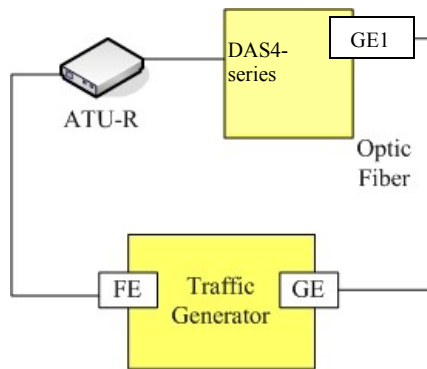 DAS4-
series
GE1
ATU-R
Optic
Fiber
FE
Traffic
Generator
GE